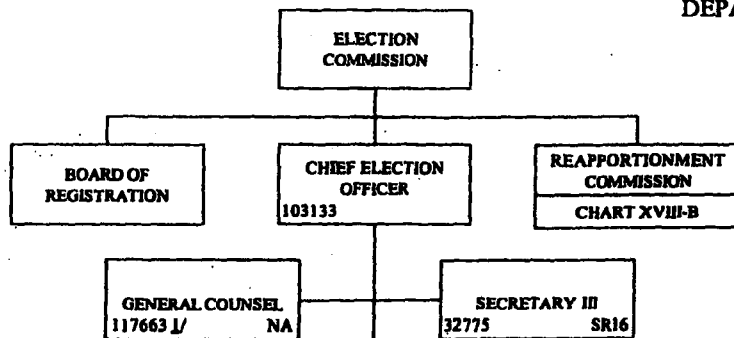 DEPA
ELECTION
COMMISSION
BOARD OF
REGISTRATION
CHIEF ELECTION
OFFICER
103133
REAPPORTIONMENT
COMMISSION
CHART XVIII-B
GENERAL COUNSEL
117663 1/ NA
SECRETARY III
32775 SR16